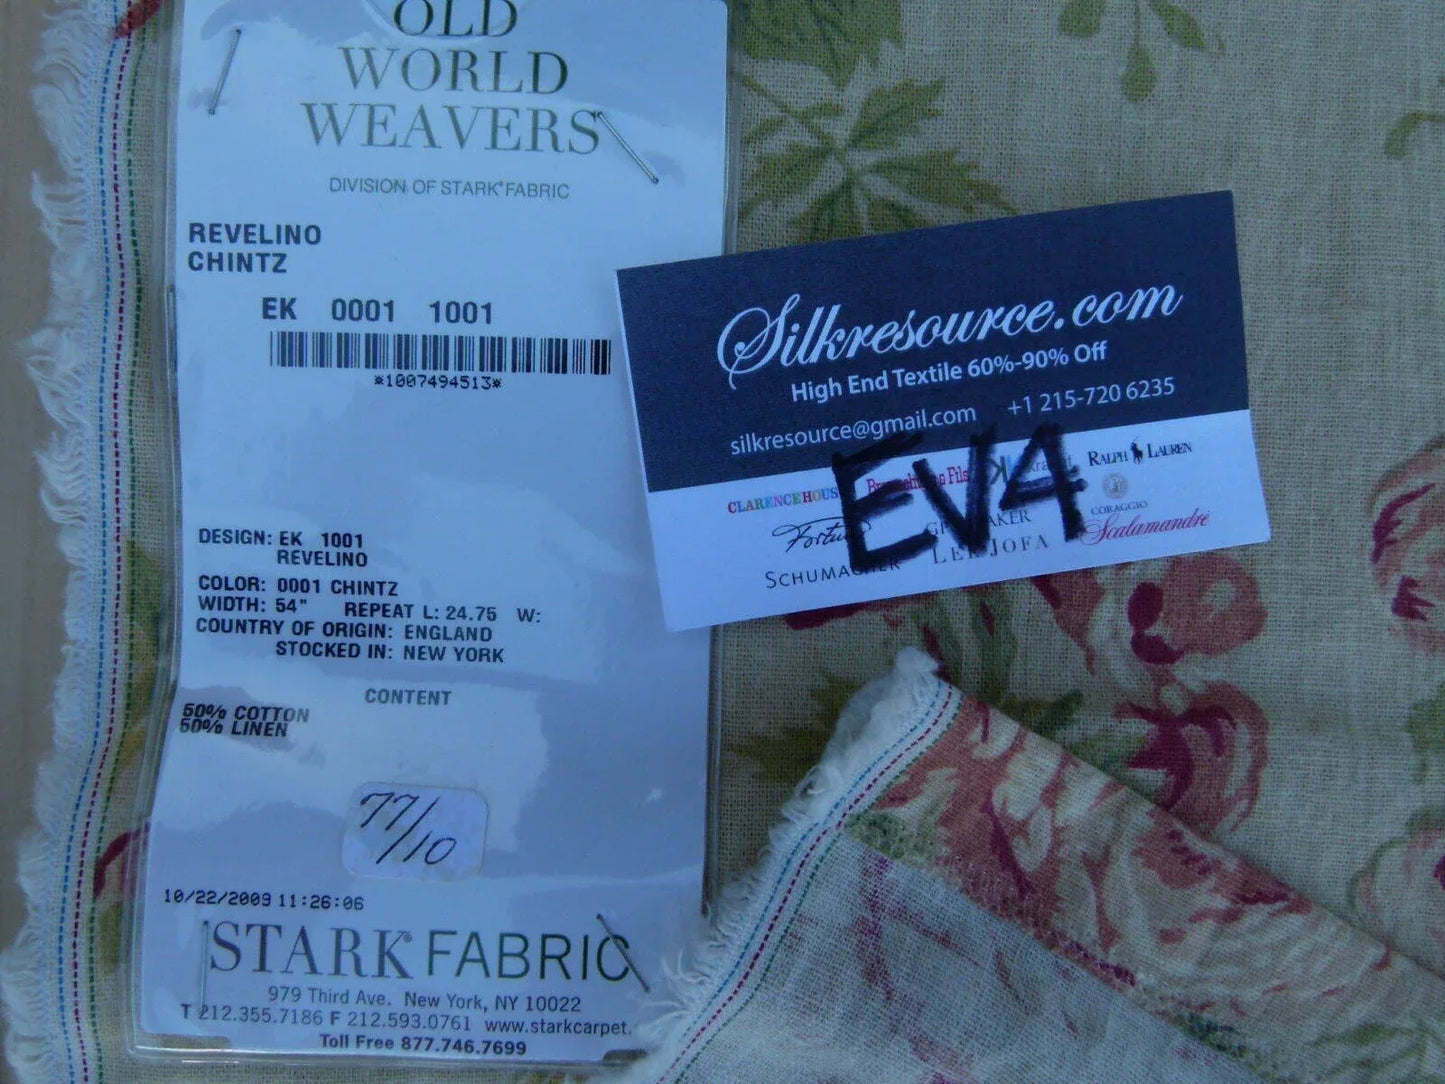 OLD
WORLD
WEAVERS
DIVISION OF STARK® FABRIC
REVELINO
CHINTZ
EK 0001 1001
*1007494513*
DESIGN: EK 1001
REVELINO
COLOR: 0001 CHINTZ
WIDTH: 54" REPEAT L: 24.75 W:
COUNTRY OF ORIGIN: ENGLAND
STOCKED IN: NEW YORK
CONTENT
50% COTTON
50% LINEN
77/10
10/22/2009 11:26:06
STARK® FABRIC
979 Third Ave. New York, NY 10022
T 212.355.7186 F 212.593.0761 www.starkcarpet.
Toll Free 877.746.7699
Silkresource.com
High End Textile 60%-90% Off
silkresource@gmail.com +1 215-720 6235
EV4
CLARENCE HOUS
Fils
RALPH LAUREN
CORAGGIO
Scalamandré
SCHUMACHER
LEE JOFA